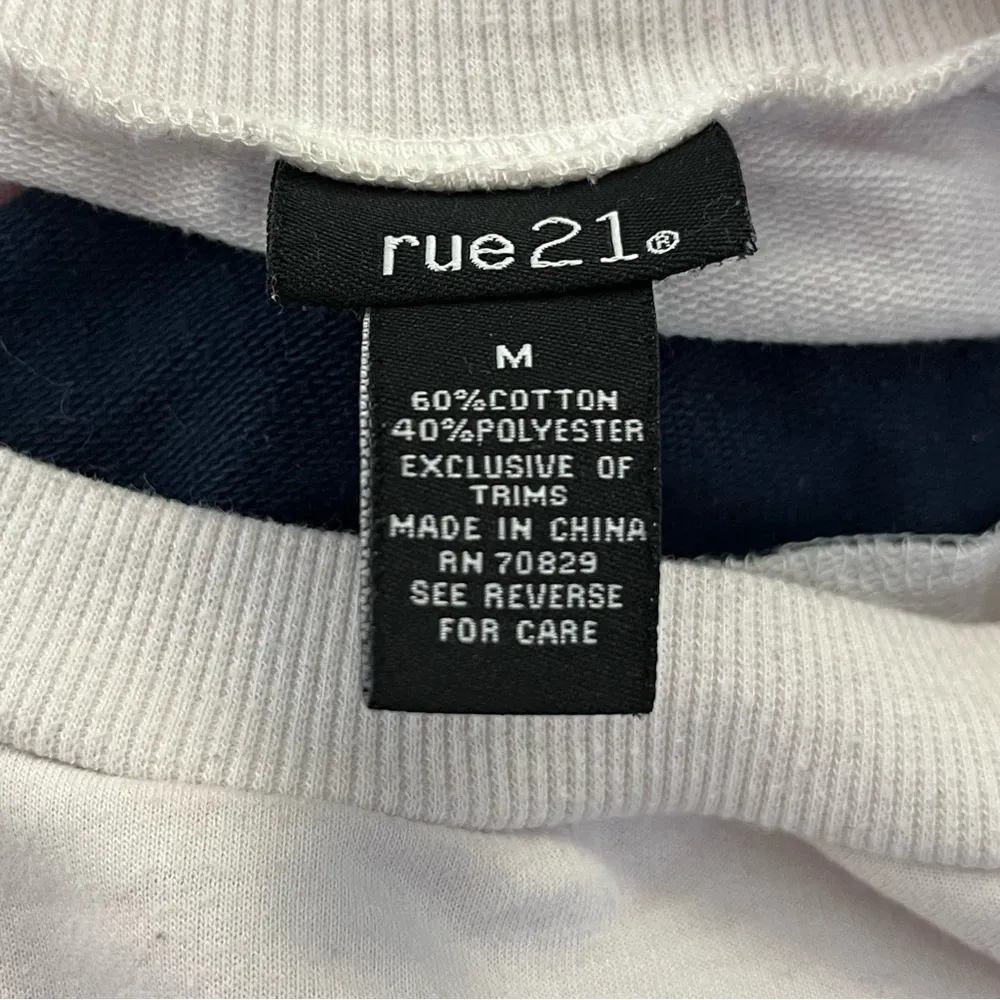 rue21®
M
60%COTTON
40%POLYESTER
EXCLUSIVE OF
TRIMS
MADE IN CHINA
RN 70829
SEE REVERSE
FOR CARE